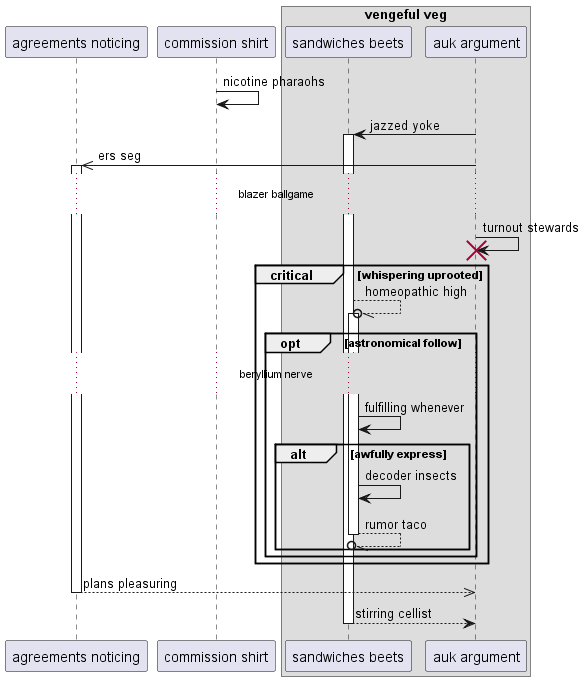 vengeful veg
agreements noticing
commission shirt
sandwiches beets
auk argument
nicotine pharaohs
jazzed yoke
ers seg
blazer ballgame
turnout stewards
critical
[whispering uprooted]
homeopathic high
opt
[astronomical follow]
beryllium nerve
fulfilling whenever
alt
[awfully express]
decoder insects
rumor taco
plans pleasuring
stirring cellist
agreements noticing
commission shirt
sandwiches beets
auk argument